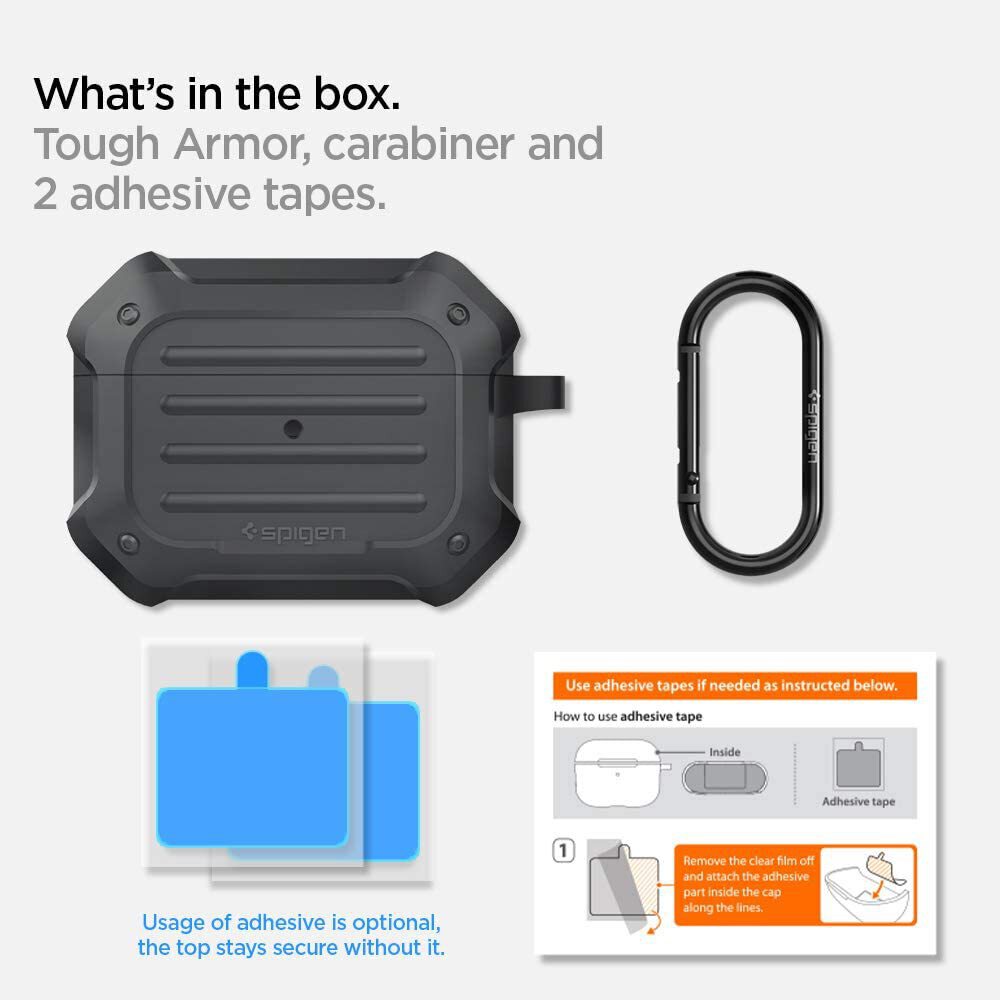 What's in the box.
Tough Armor, carabiner and
2 adhesive tapes.
spigen
spigen
Usage of adhesive is optional,
the top stays secure without it.
Use adhesive tapes if needed as instructed below.
How to use adhesive tape
Inside
Adhesive tape
1
Remove the clear film off
and attach the adhesive
part inside the cap
along the lines.